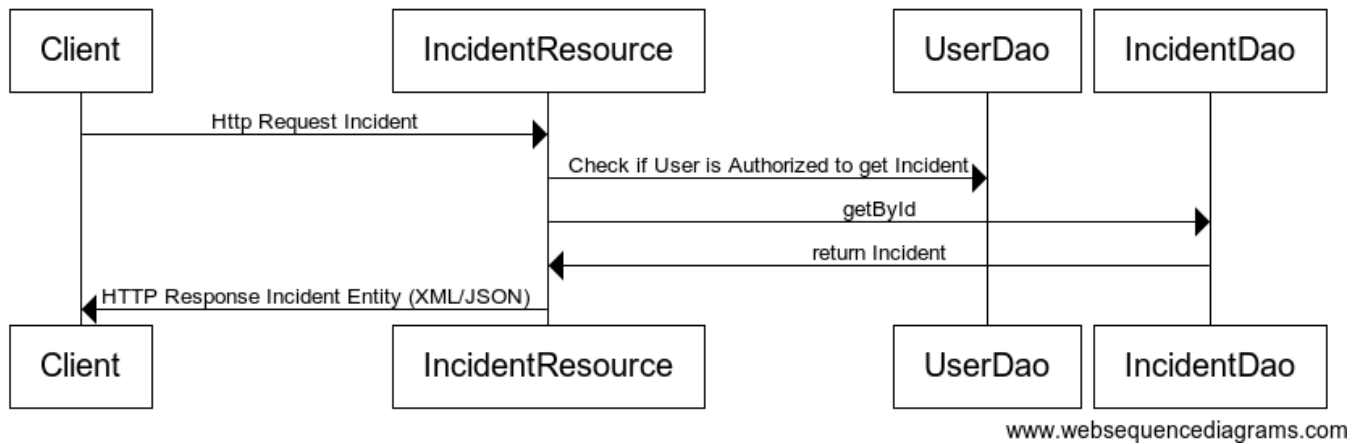 Client IncidentResource UserDao IncidentDao
Http Request Incident
Check if User is Authorized to get Incident
getById
return Incident
HTTP Response Incident Entity (XML/JSON)
Client IncidentResource UserDao IncidentDao
www.websequencediagrams.com